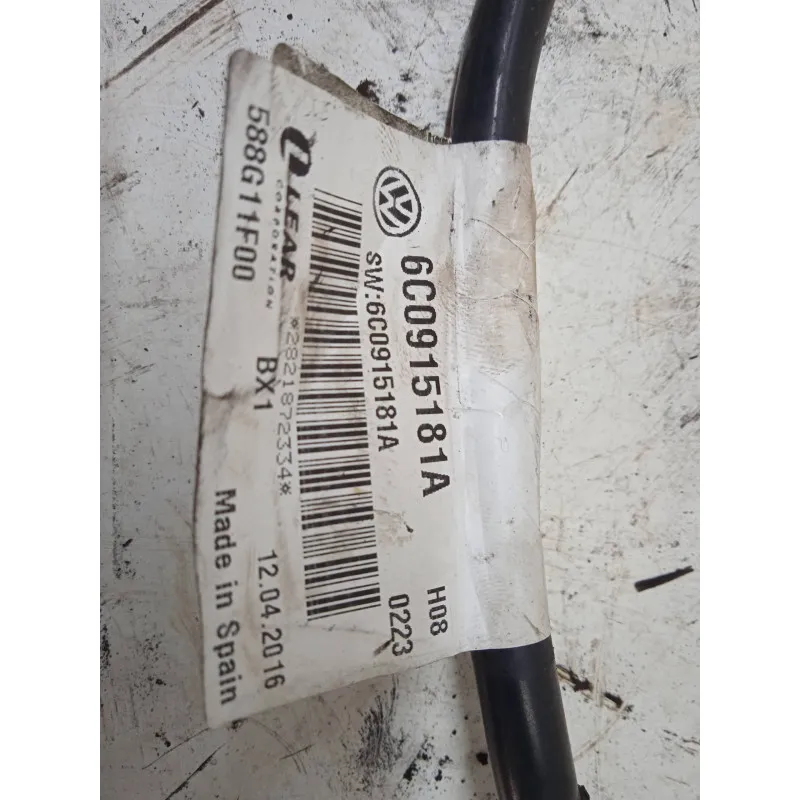 6C0915181A H08
SW:6C0915181A 0223
*2821872334*
LEAR
CORPORATION
BX1 12.04.2016
588G11F00 Made in Spain